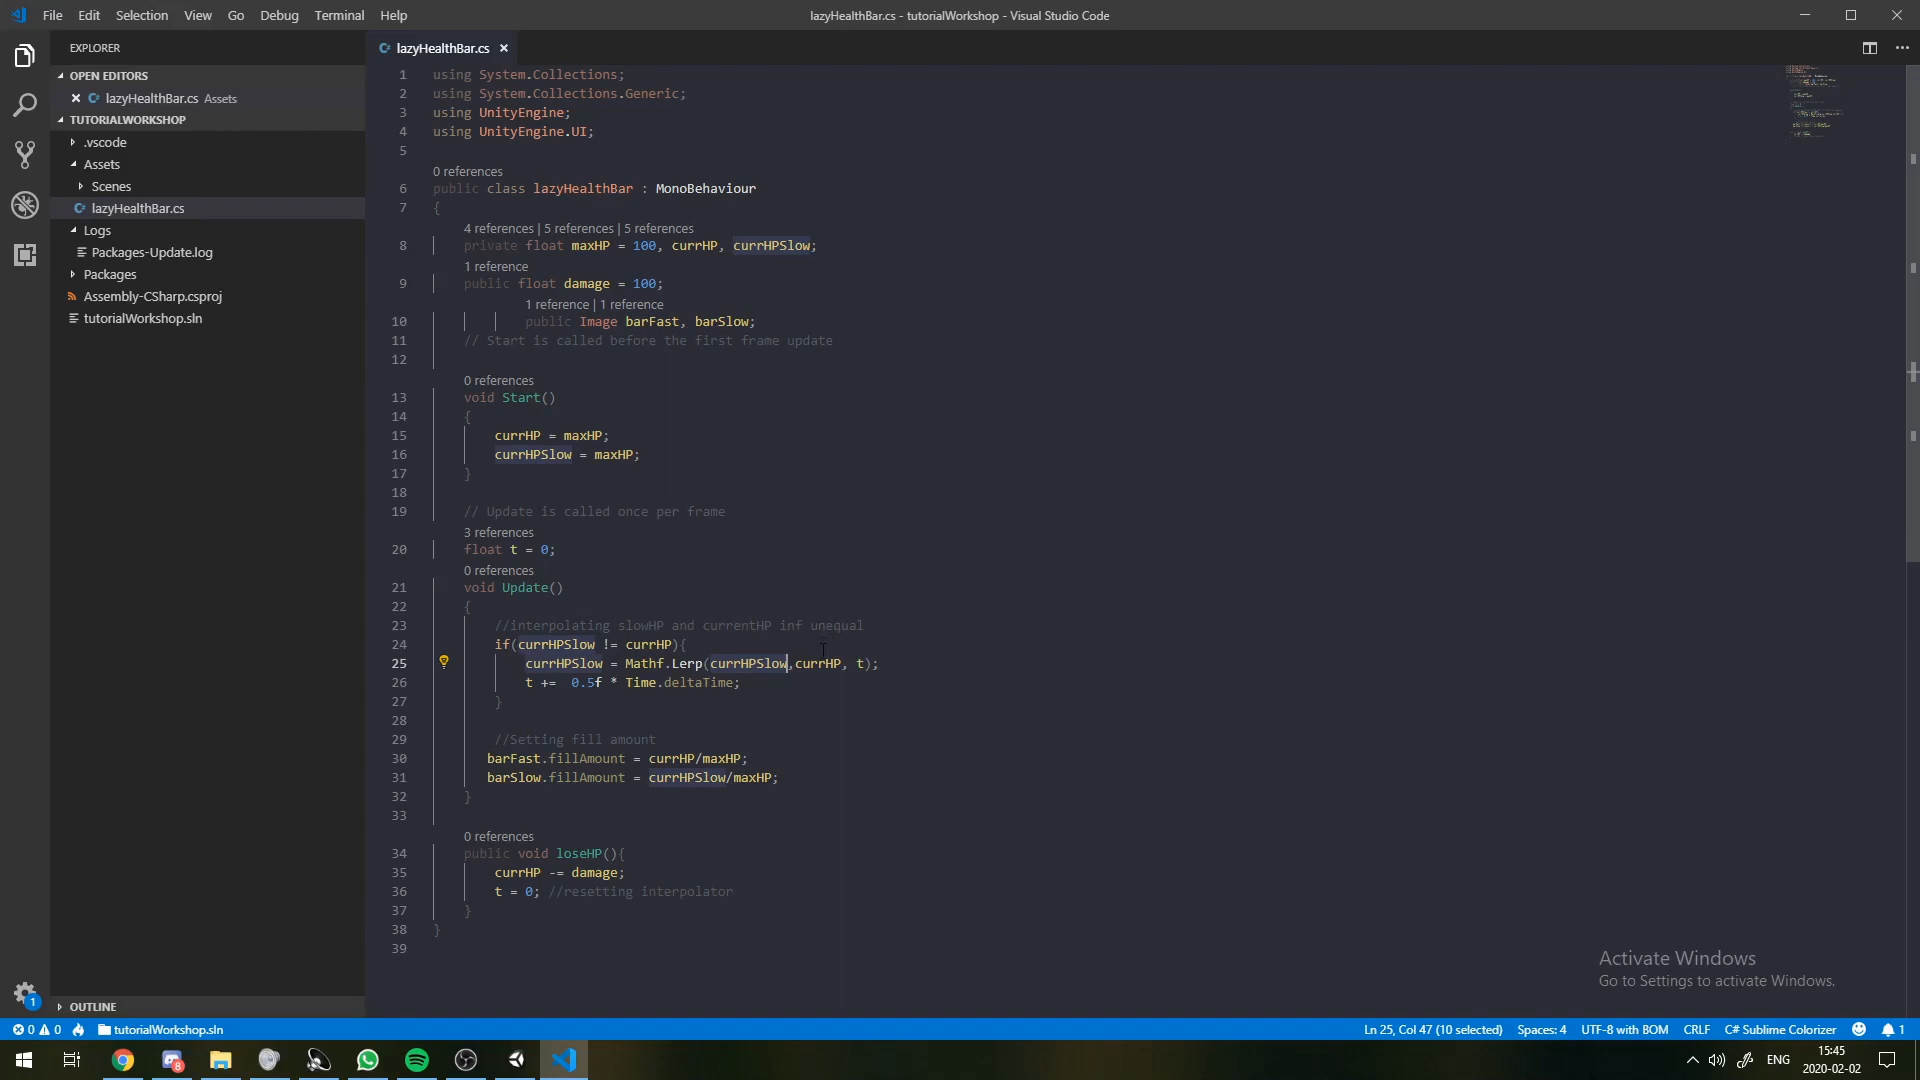 File Edit Selection View Go Debug Terminal Help
lazyHealthBar.cs - tutorialWorkshop - Visual Studio Code
EXPLORER
OPEN EDITORS
lazyHealthBar.cs Assets
TUTORIALWORKSHOP
.vscode
Assets
Scenes
lazyHealthBar.cs
Logs
Packages-Update.log
Packages
Assembly-CSharp.csproj
tutorialWorkshop.sln
OUTLINE
lazyHealthBar.cs
1 using System.Collections;
2 using System.Collections.Generic;
3 using UnityEngine;
4 using UnityEngine.UI;
5
0 references
6 public class lazyHealthBar : MonoBehaviour
7 {
4 references | 5 references | 5 references
8 private float maxHP = 100, currHP, currHPSlow;
1 reference
9 public float damage = 100;
1 reference | 1 reference
10 public Image barFast, barSlow;
11 // Start is called before the first frame update
12
0 references
13 void Start()
14 {
15 currHP = maxHP;
16 currHPSlow = maxHP;
17 }
18
19 // Update is called once per frame
3 references
20 float t = 0;
0 references
21 void Update()
22 {
23 //interpolating slowHP and currentHP inf unequal
24 if(currHPSlow != currHP){
25 currHPSlow = Mathf.Lerp(currHPSlow,currHP, t);
26 t += 0.5f * Time.deltaTime;
27 }
28
29 //Setting fill amount
30 barFast.fillAmount = currHP/maxHP;
31 barSlow.fillAmount = currHPSlow/maxHP;
32 }
33
0 references
34 public void loseHP(){
35 currHP -= damage;
36 t = 0; //resetting interpolator
37 }
38 }
39
Activate Windows
Go to Settings to activate Windows.
1
0 0 tutorialWorkshop.sln
Ln 25, Col 47 (10 selected) Spaces: 4 UTF-8 with BOM CRLF C# Sublime Colorizer 1
8
ENG
15:45
2020-02-02